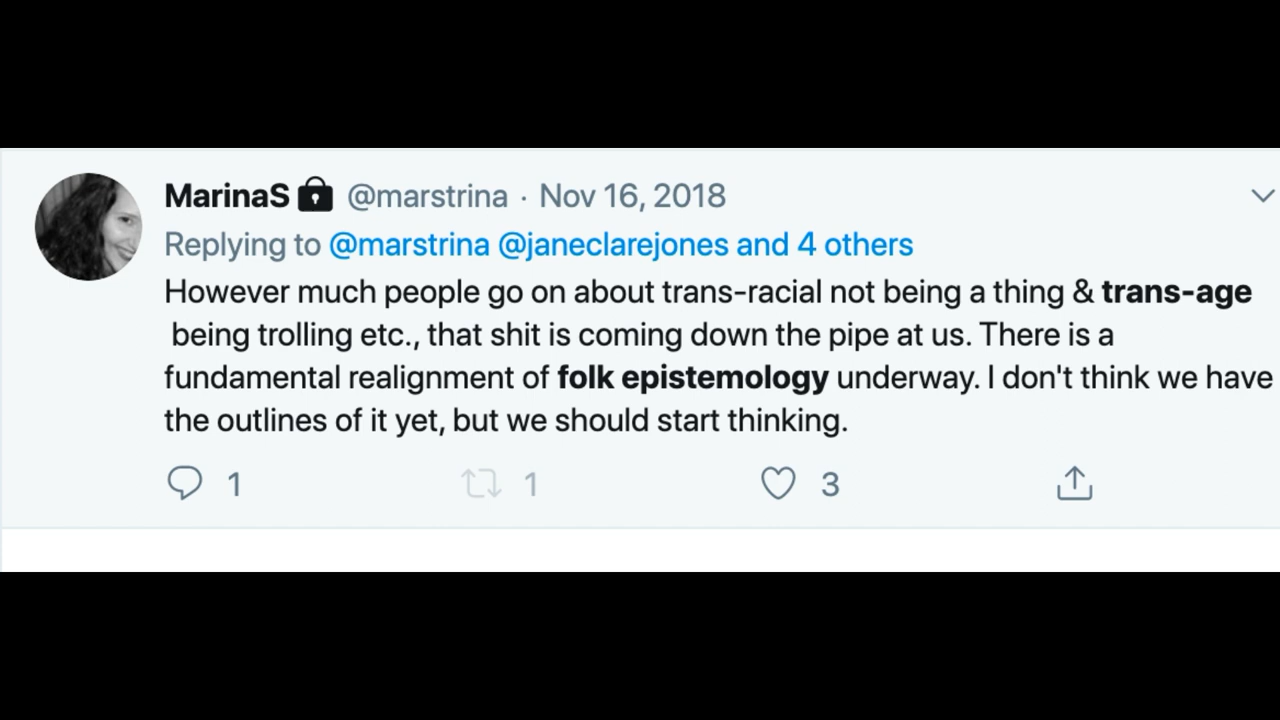 MarinaS @marstrina · Nov 16, 2018
Replying to @marstrina @janeclarejones and 4 others
However much people go on about trans-racial not being a thing & trans-age
being trolling etc., that shit is coming down the pipe at us. There is a
fundamental realignment of folk epistemology underway. I don't think we have
the outlines of it yet, but we should start thinking.
1 1 3